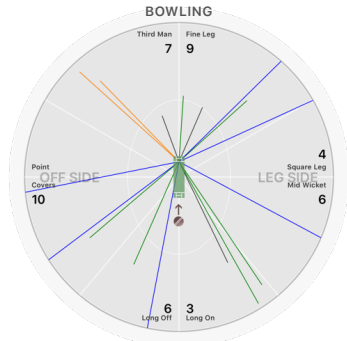 BOWLING
Third Man
7
Fine Leg
9
4
Square Leg
Mid Wicket
6
Point
Covers
10
OFF SIDE
LEG SIDE
6
Long Off
3
Long On